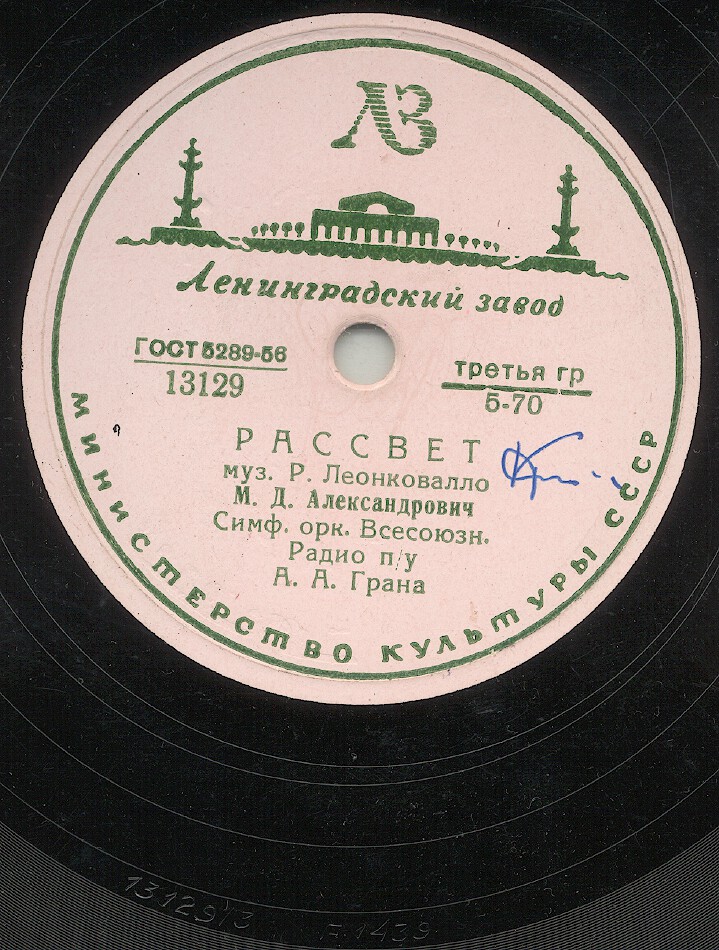 ЛЗ
Ленинградский завод
ГОСТ 5289-56
13129
третья гр
5-70
РАССВЕТ
муз. Р. Леонковалло
М. Д. Александрович
Симф. орк. Всесоюзн.
Радио п/у
А. А. Грана
МИНИСТЕРСТВО КУЛЬТУРЫ СССР
13129/3 F 1439